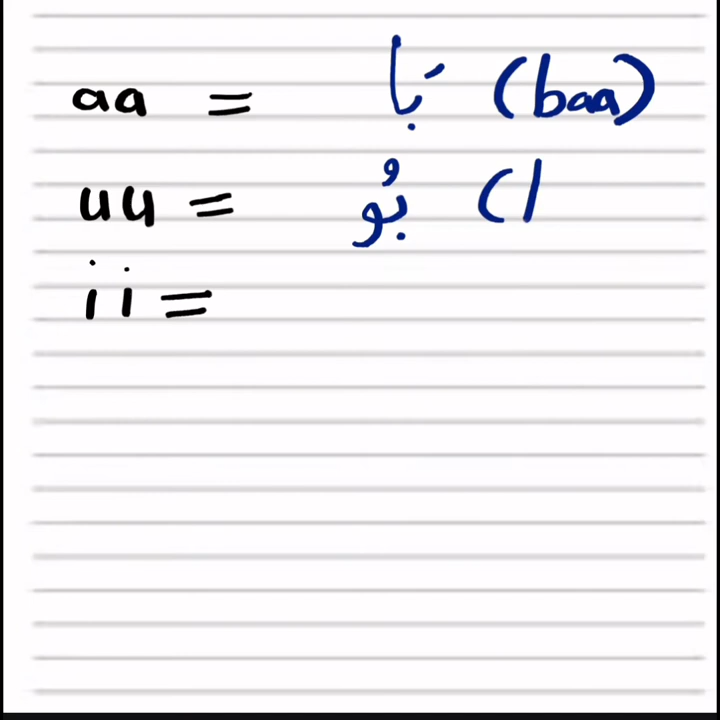 aa = بَا (baa)
uu = بُو (
ii =